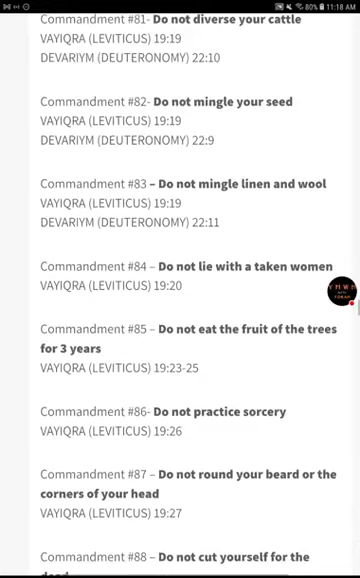 80% 11:18 AM
Commandment #81- Do not diverse your cattle
VAYIQRA (LEVITICUS) 19:19
DEVARIYM (DEUTERONOMY) 22:10
Commandment #82- Do not mingle your seed
VAYIQRA (LEVITICUS) 19:19
DEVARIYM (DEUTERONOMY) 22:9
Commandment #83 – Do not mingle linen and wool
VAYIQRA (LEVITICUS) 19:19
DEVARIYM (DEUTERONOMY) 22:11
Commandment #84 – Do not lie with a taken women
VAYIQRA (LEVITICUS) 19:20
Y M W M
Commandment #85 – Do not eat the fruit of the trees
for 3 years
VAYIQRA (LEVITICUS) 19:23-25
Commandment #86- Do not practice sorcery
VAYIQRA (LEVITICUS) 19:26
Commandment #87 – Do not round your beard or the
corners of your head
VAYIQRA (LEVITICUS) 19:27
Commandment #88 – Do not cut yourself for the
dead